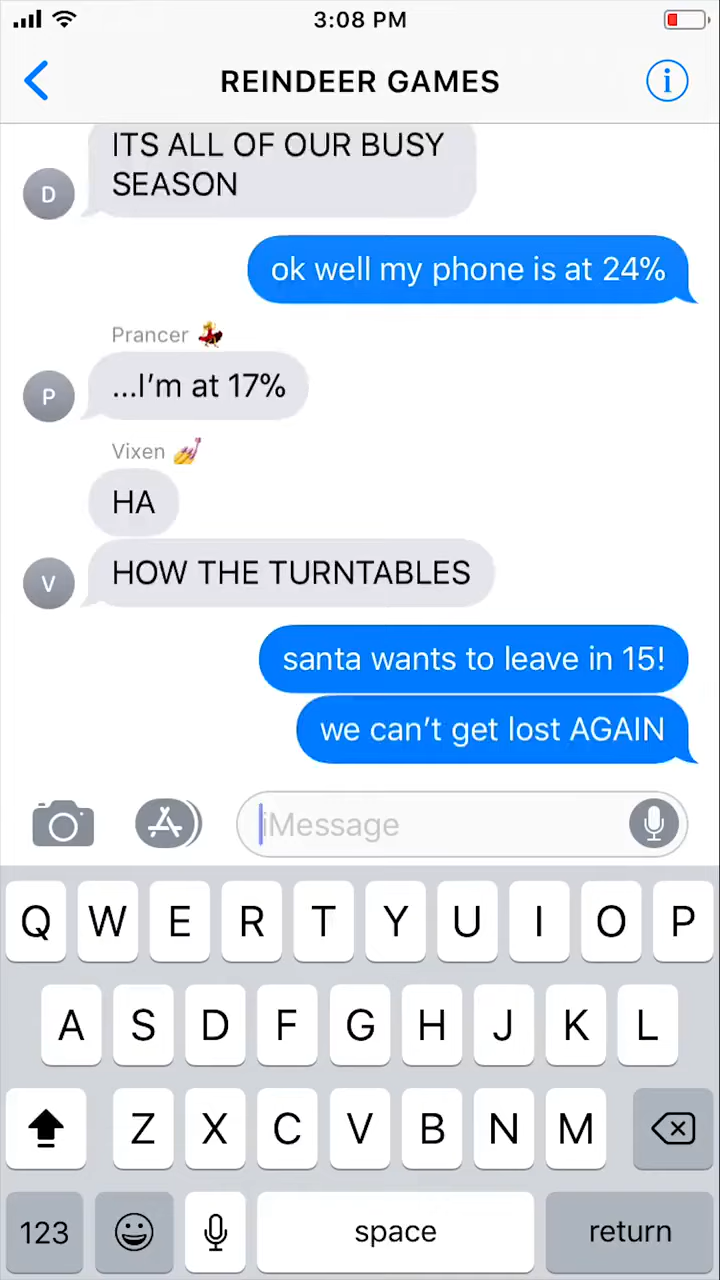 3:08 PM
REINDEER GAMES
ITS ALL OF OUR BUSY
SEASON
D
ok well my phone is at 24%
Prancer 💃
...I'm at 17%
P
Vixen 💅
HA
HOW THE TURNTABLES
V
santa wants to leave in 15!
we can't get lost AGAIN
iMessage
Q W E R T Y U I O P
A S D F G H J K L
Z X C V B N M
123 space return